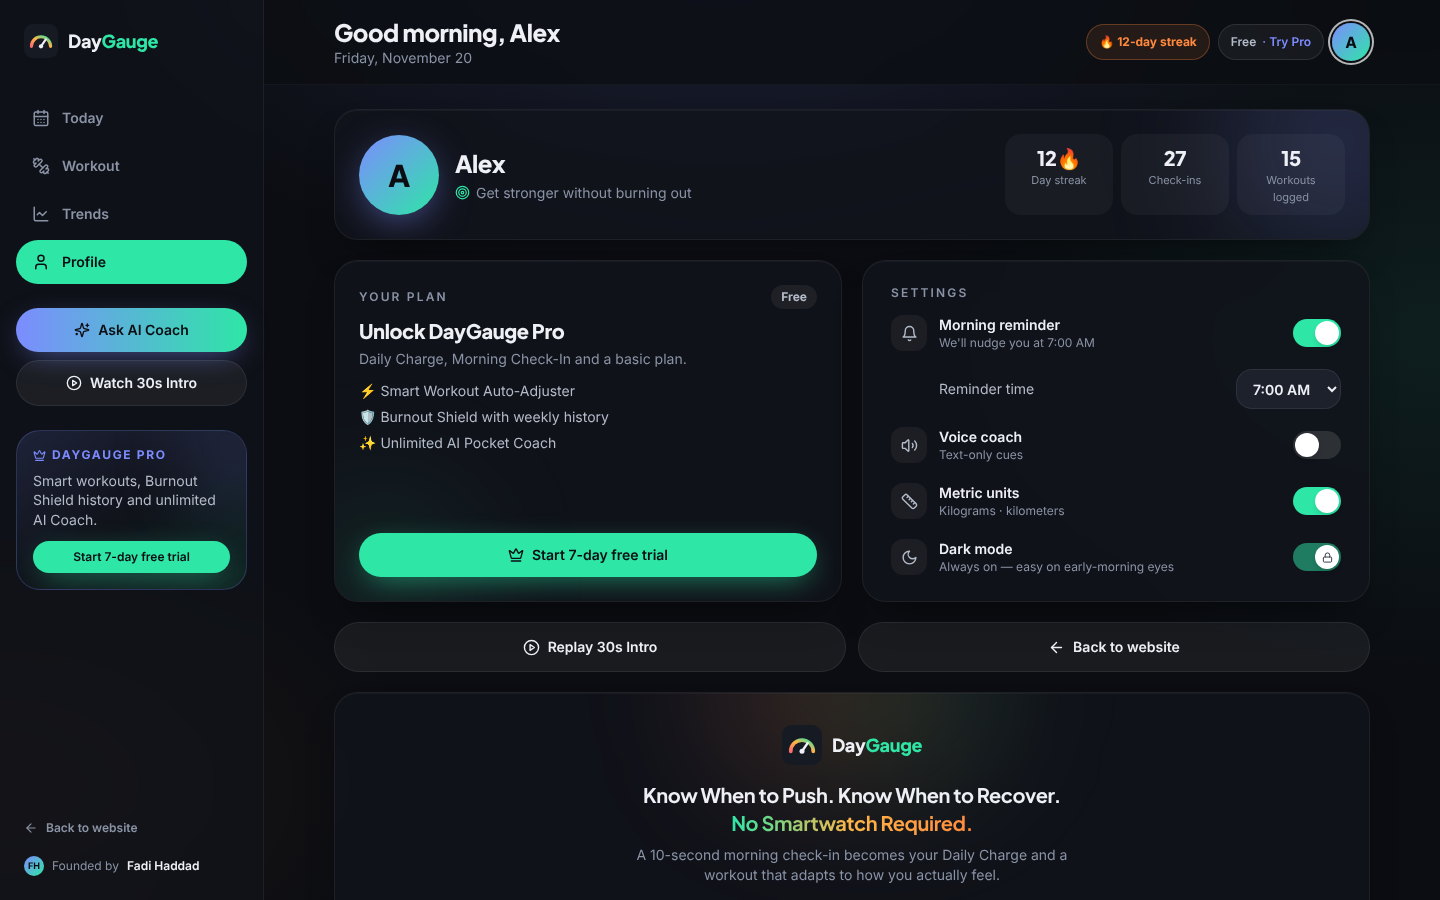 DayGauge
Today
Workout
Trends
Profile
Ask AI Coach
Watch 30s Intro
DAYGAUGE PRO
Smart workouts, Burnout
Shield history and unlimited
AI Coach.
Start 7-day free trial
Back to website
FH Founded by Fadi Haddad
Good morning, Alex
Friday, November 20
🔥 12-day streak
Free · Try Pro
A
A
Alex
Get stronger without burning out
12🔥
Day streak
27
Check-ins
15
Workouts
logged
YOUR PLAN
Free
Unlock DayGauge Pro
Daily Charge, Morning Check-In and a basic plan.
⚡ Smart Workout Auto-Adjuster
🛡️ Burnout Shield with weekly history
✨ Unlimited AI Pocket Coach
Start 7-day free trial
SETTINGS
Morning reminder
We'll nudge you at 7:00 AM
Reminder time
7:00 AM
Voice coach
Text-only cues
Metric units
Kilograms · kilometers
Dark mode
Always on — easy on early-morning eyes
Replay 30s Intro
Back to website
DayGauge
Know When to Push. Know When to Recover.
No Smartwatch Required.
A 10-second morning check-in becomes your Daily Charge and a
workout that adapts to how you actually feel.